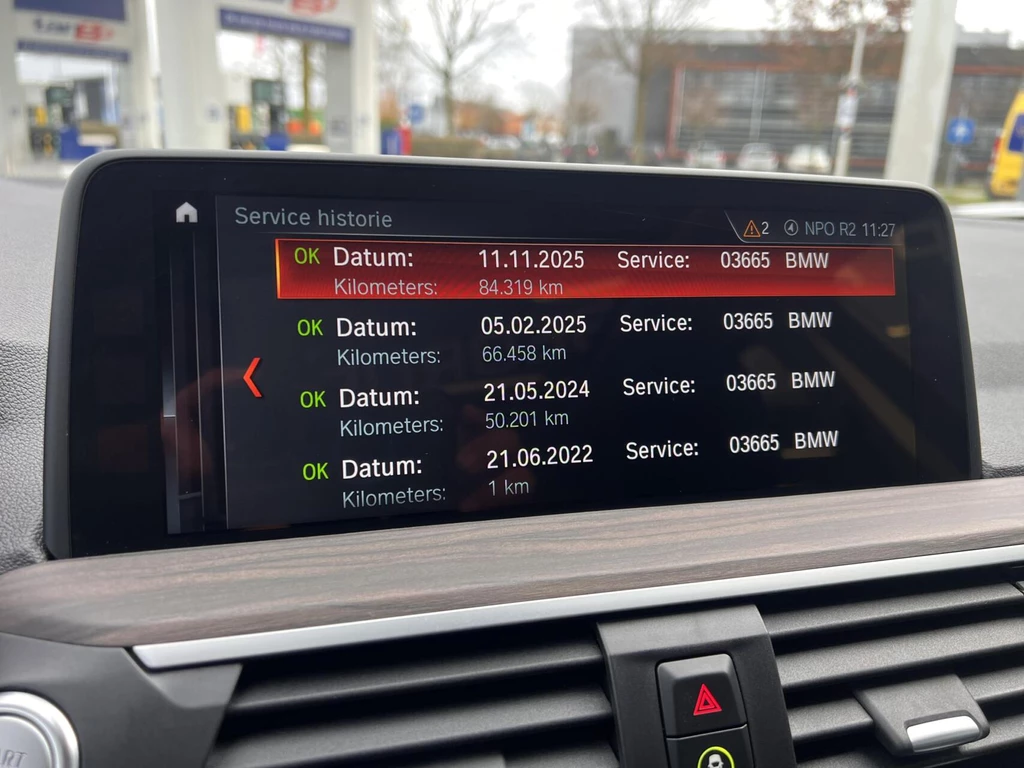 Service historie
2 NPO R2 11:27
OK Datum: 11.11.2025 Service: 03665 BMW
Kilometers: 84.319 km
OK Datum: 05.02.2025 Service: 03665 BMW
Kilometers: 66.458 km
OK Datum: 21.05.2024 Service: 03665 BMW
Kilometers: 50.201 km
OK Datum: 21.06.2022 Service: 03665 BMW
Kilometers: 1 km